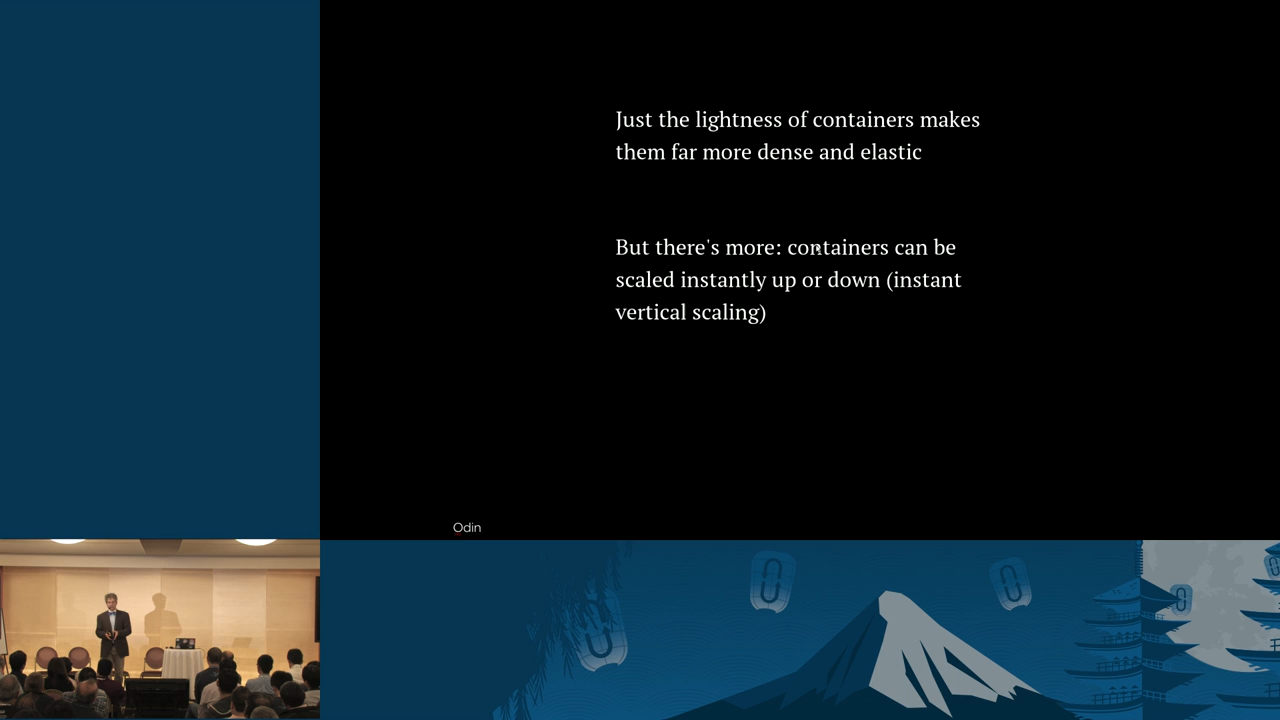 Just the lightness of containers makes
them far more dense and elastic
But there's more: containers can be
scaled instantly up or down (instant
vertical scaling)
Odin